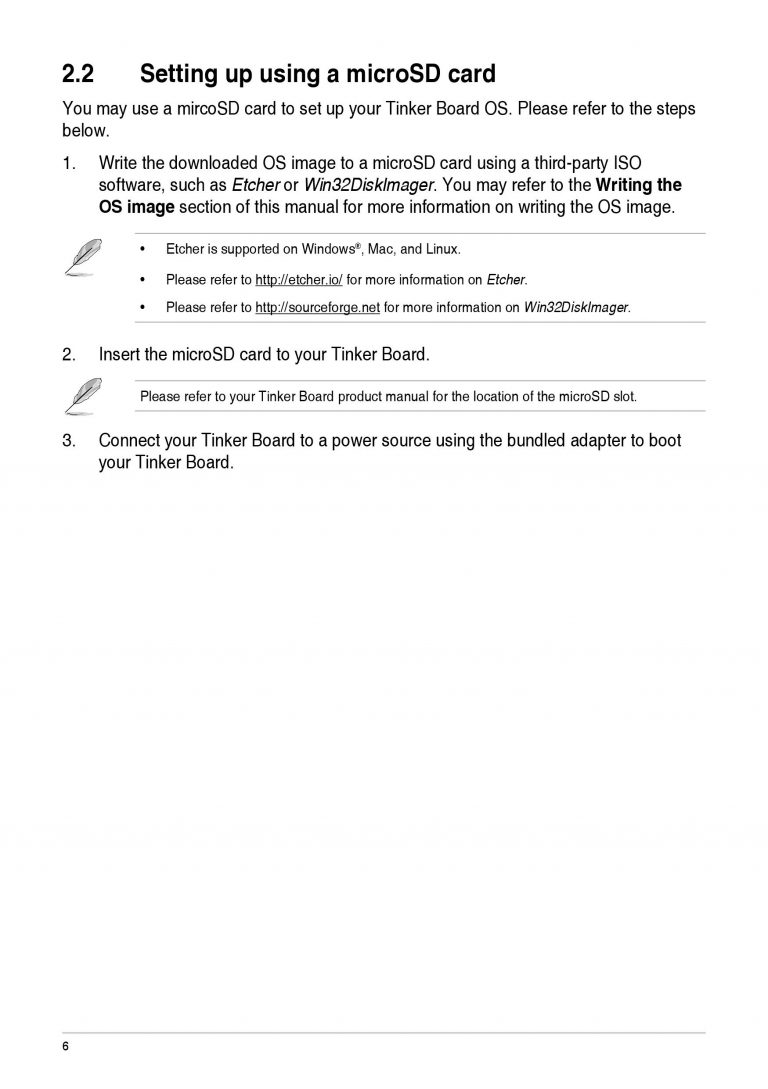 2.2 Setting up using a microSD card
You may use a mircoSD card to set up your Tinker Board OS. Please refer to the steps
below.
1. Write the downloaded OS image to a microSD card using a third-party ISO
software, such as Etcher or Win32DiskImager. You may refer to the Writing the
OS image section of this manual for more information on writing the OS image.
• Etcher is supported on Windows®, Mac, and Linux.
• Please refer to http://etcher.io/ for more information on Etcher.
• Please refer to http://sourceforge.net for more information on Win32DiskImager.
2. Insert the microSD card to your Tinker Board.
Please refer to your Tinker Board product manual for the location of the microSD slot.
3. Connect your Tinker Board to a power source using the bundled adapter to boot
your Tinker Board.
6